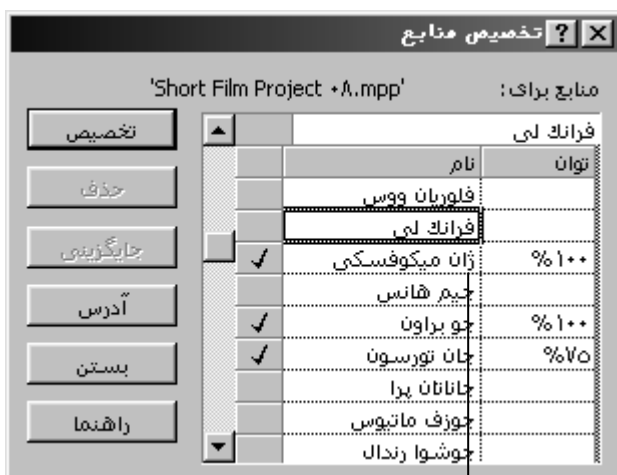 تخصیص منابع
منابع برای: 'Short Film Project ۰۸.mpp'
فرانك لی
نام توان
فلوریان ووس
فرانك لی
ژان میکوفسکی %۱۰۰
جیم هانس
جو براون %۱۰۰
جان تورسون %۷۵
جاناتان پرا
جوزف ماتیوس
جوشوا رندال
تخصیص
حذف
جایگزینی
آدرس
بستن
راهنما